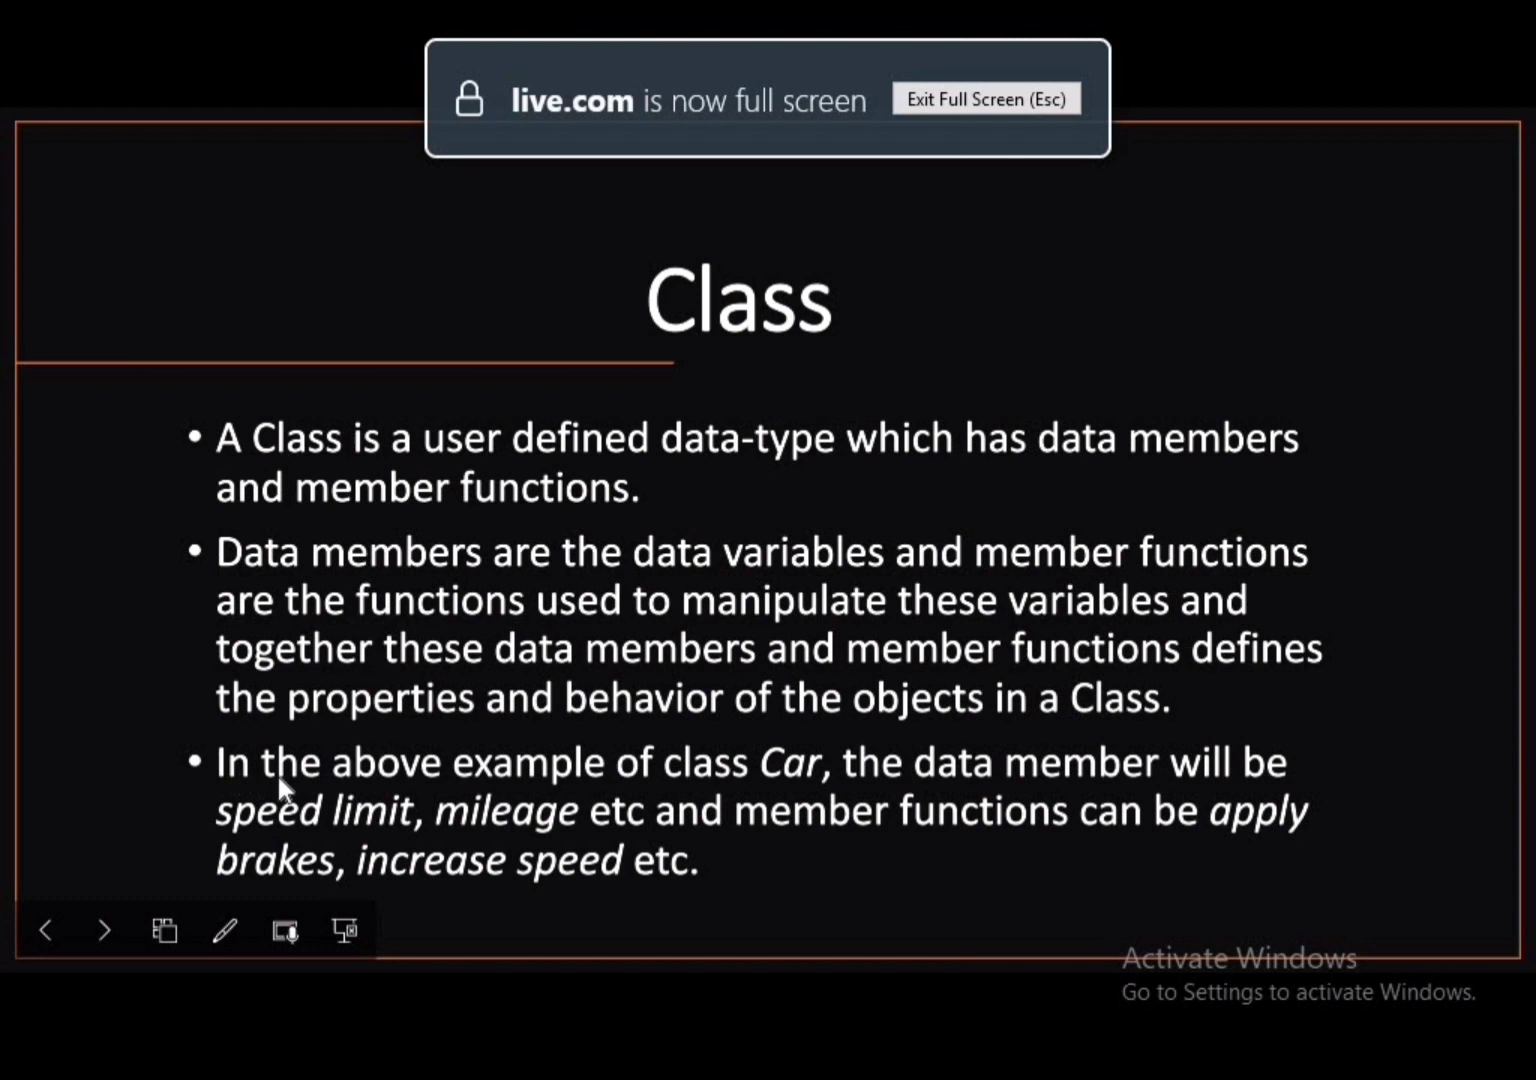 live.com is now full screen Exit Full Screen (Esc)
Class
• A Class is a user defined data-type which has data members
and member functions.
• Data members are the data variables and member functions
are the functions used to manipulate these variables and
together these data members and member functions defines
the properties and behavior of the objects in a Class.
• In the above example of class Car, the data member will be
speed limit, mileage etc and member functions can be apply
brakes, increase speed etc.
Activate Windows
Go to Settings to activate Windows.